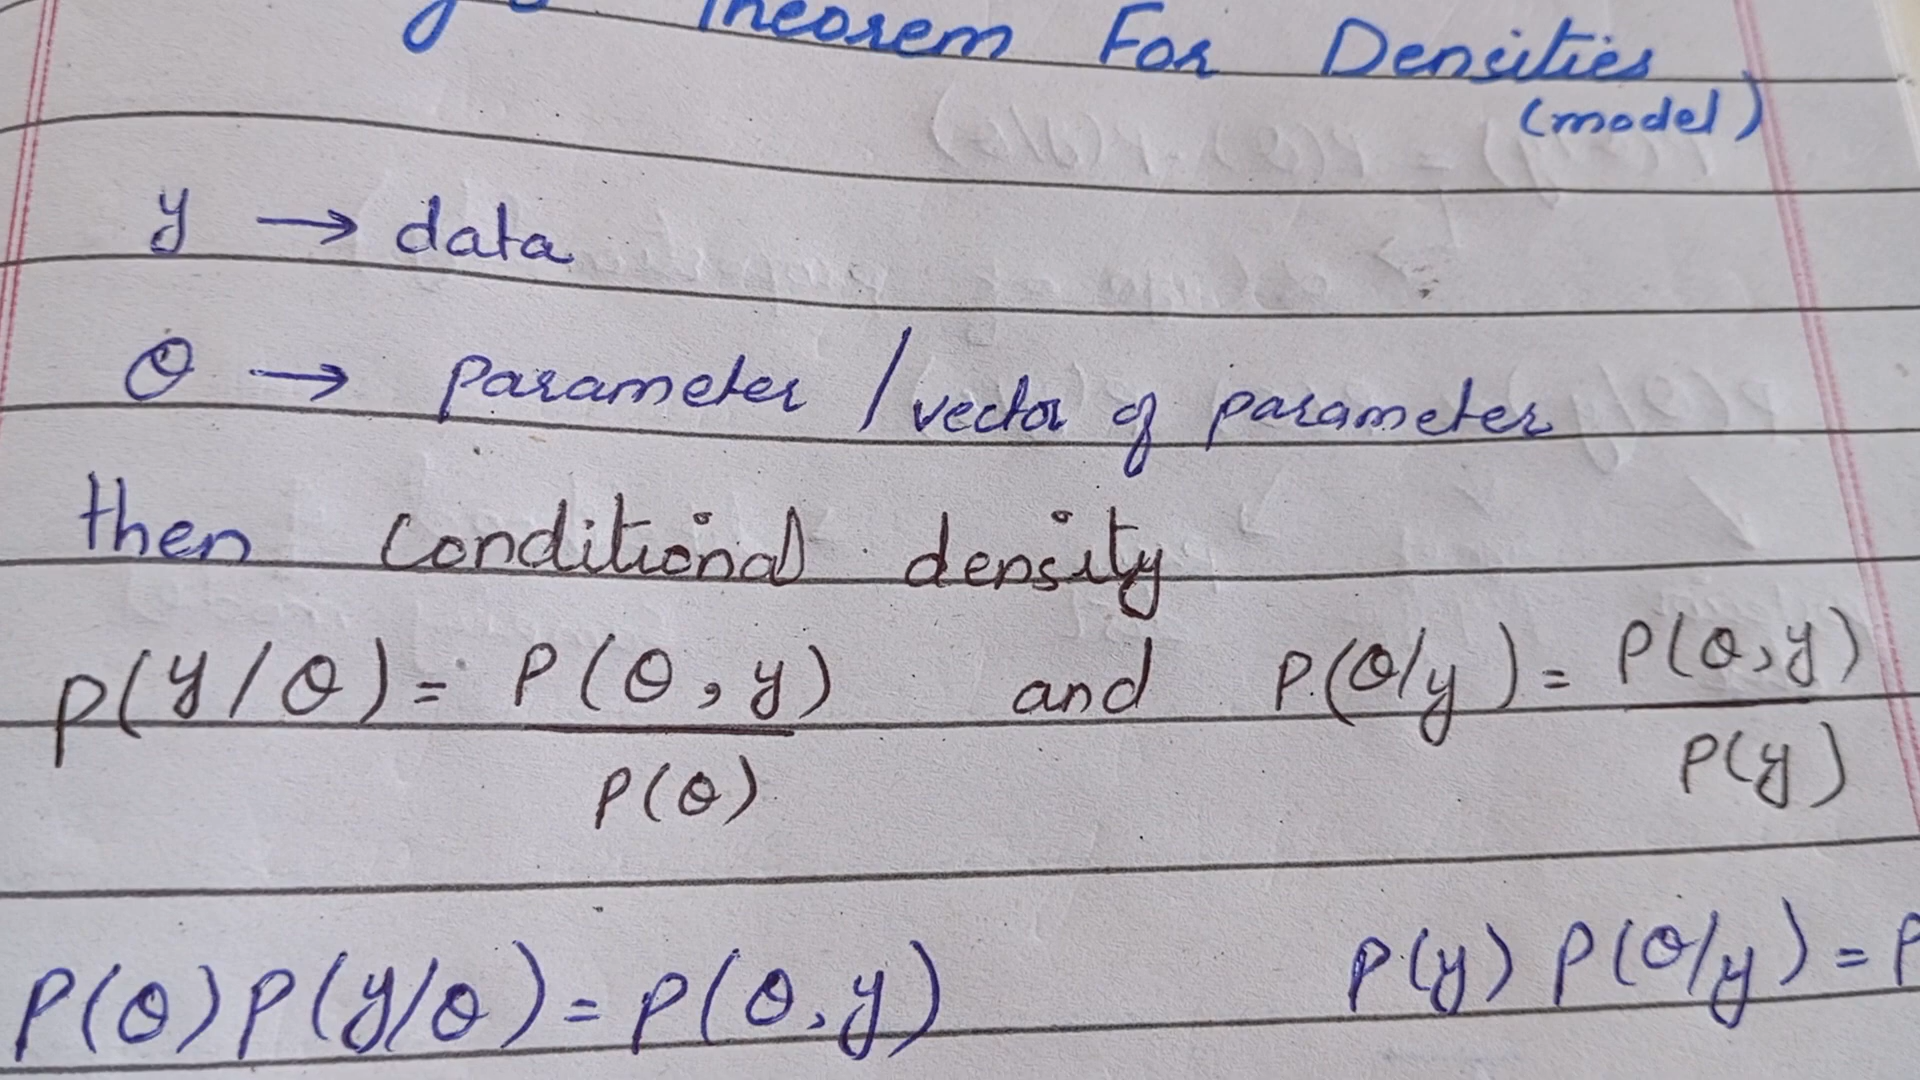 Theorem For Densities
(model)
y → data
θ → parameter / vector of parameter
then conditional density
p(y/θ) = P(θ, y) / P(θ) and P(θ/y) = P(θ, y) / P(y)
P(θ) P(y/θ) = P(θ, y) P(y) P(θ/y) = P